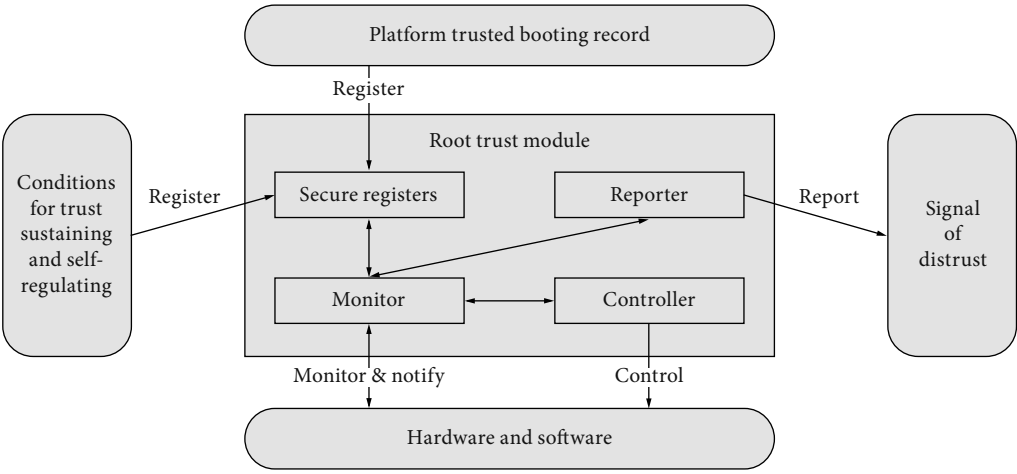 Platform trusted booting record
Register
Root trust module
Conditions
for trust
sustaining
and self-
regulating
Register
Secure registers
Reporter
Report
Signal
of
distrust
Monitor
Controller
Monitor & notify
Control
Hardware and software